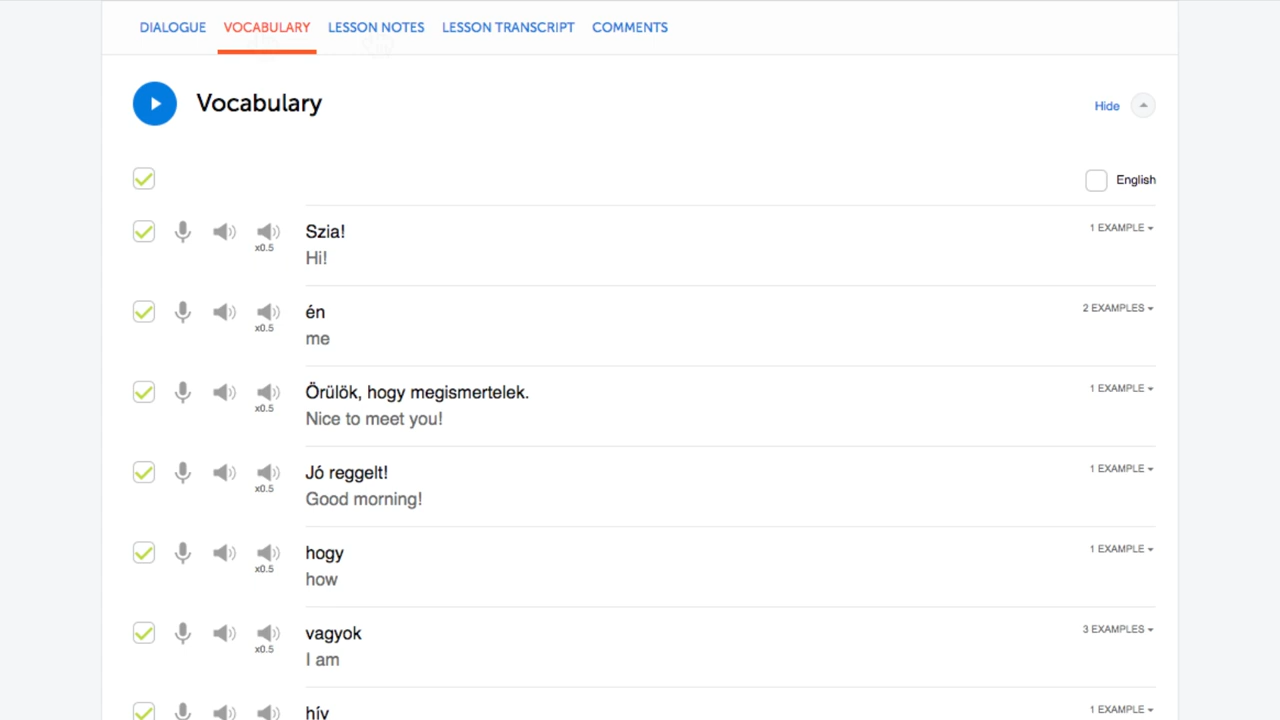 DIALOGUE VOCABULARY LESSON NOTES LESSON TRANSCRIPT COMMENTS
Vocabulary
Hide
English
Szia!
1 EXAMPLE
x0.5
Hi!
én
2 EXAMPLES
x0.5
me
Örülök, hogy megismertelek.
1 EXAMPLE
x0.5
Nice to meet you!
Jó reggelt!
1 EXAMPLE
x0.5
Good morning!
hogy
1 EXAMPLE
x0.5
how
vagyok
3 EXAMPLES
x0.5
I am
hív
1 EXAMPLE